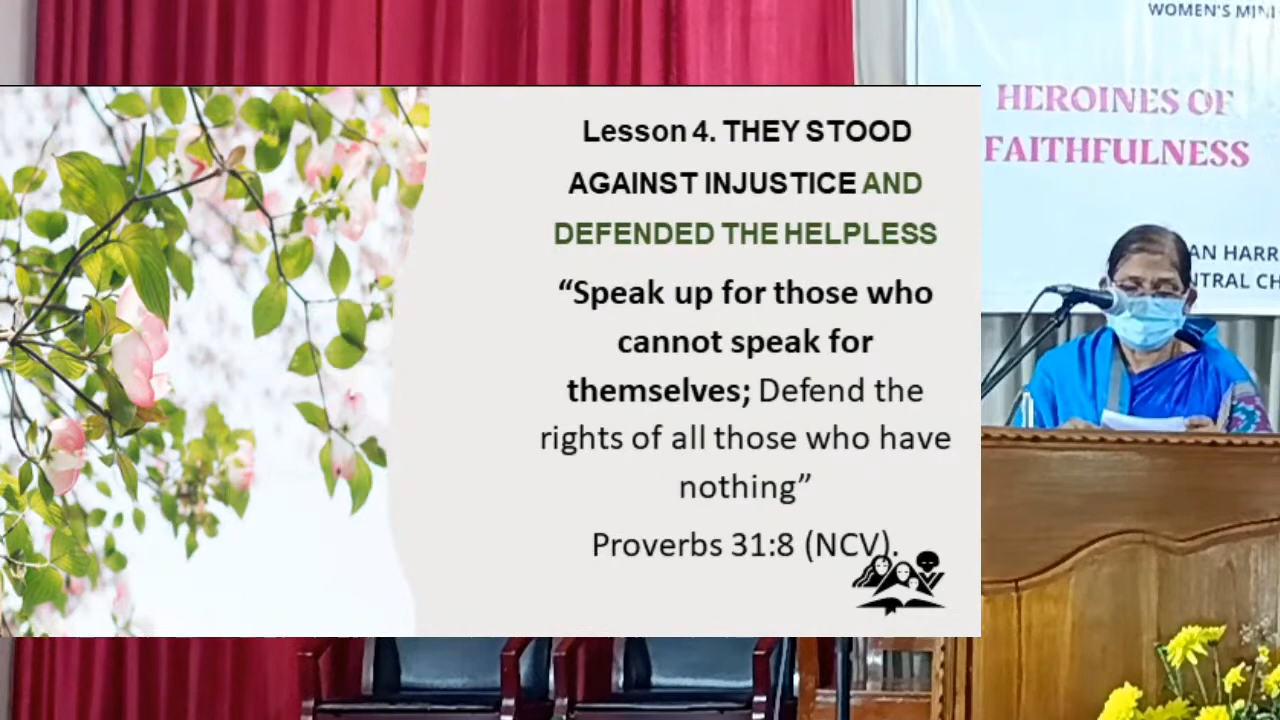 WOMEN'S MINI
HEROINES OF
FAITHFULNESS
AN HARR
NTRAL CH
Lesson 4. THEY STOOD
AGAINST INJUSTICE AND
DEFENDED THE HELPLESS
“Speak up for those who
cannot speak for
themselves; Defend the
rights of all those who have
nothing”
Proverbs 31:8 (NCV).